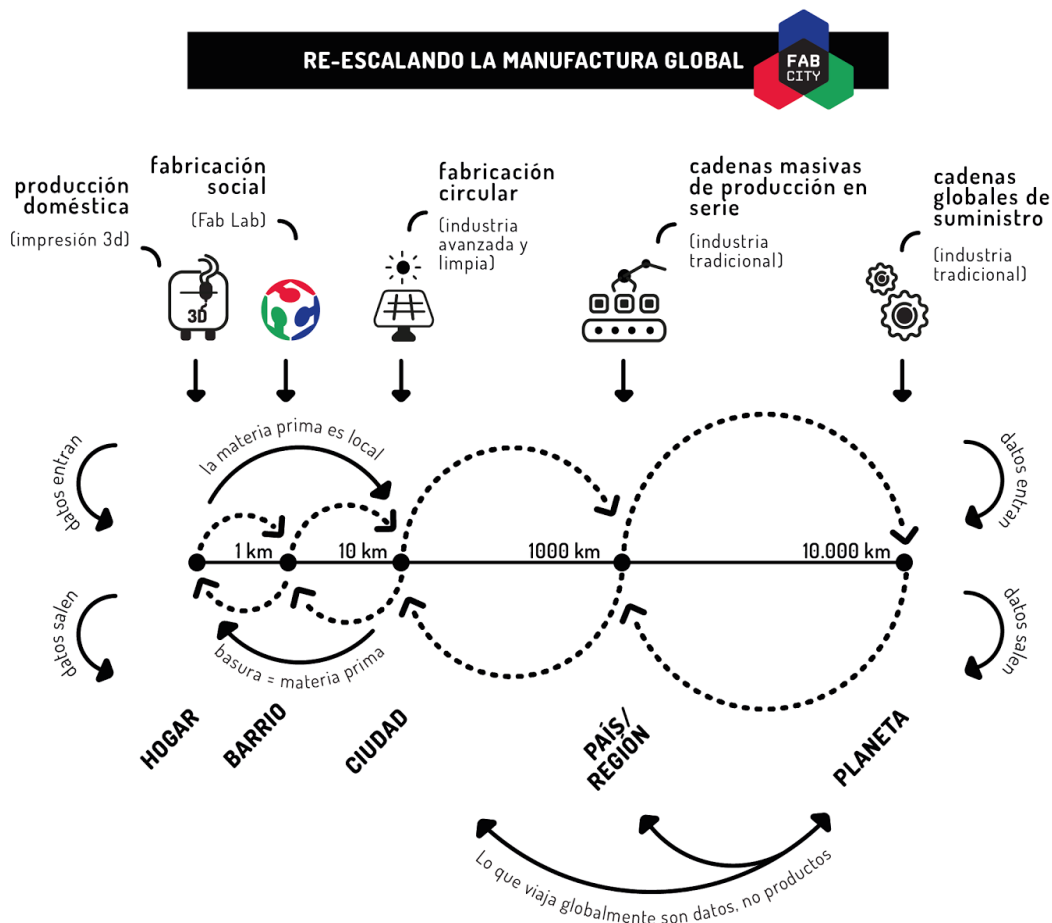 RE-ESCALANDO LA MANUFACTURA GLOBAL
FAB
CITY
producción
doméstica
(impresión 3d)
fabricación
social
(Fab Lab)
fabricación
circular
(industria
avanzada y
limpia)
cadenas masivas
de producción en
serie
(industria
tradicional)
cadenas
globales de
suministro
(industria
tradicional)
3D
datos entran
la materia prima es local
datos entran
1 km
10 km
1000 km
10.000 km
datos salen
basura = materia prima
datos salen
HOGAR
BARRIO
CIUDAD
PAÍS/
REGIÓN
PLANETA
Lo que viaja globalmente son datos, no productos